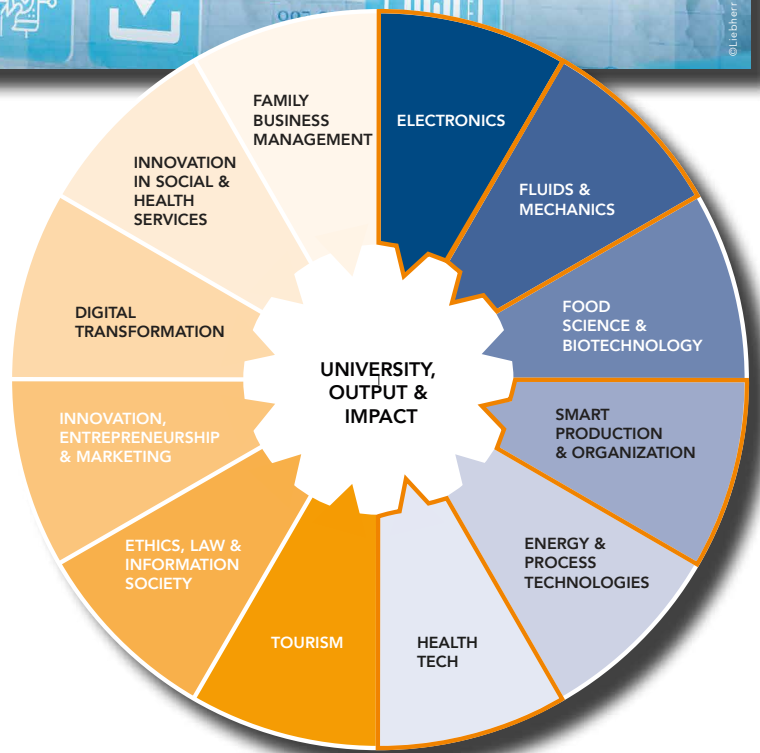 ©Liebherr
FAMILY
BUSINESS
MANAGEMENT
ELECTRONICS
INNOVATION
IN SOCIAL &
HEALTH
SERVICES
FLUIDS &
MECHANICS
DIGITAL
TRANSFORMATION
FOOD
SCIENCE &
BIOTECHNOLOGY
UNIVERSITY,
OUTPUT &
IMPACT
INNOVATION,
ENTREPRENEURSHIP
& MARKETING
SMART
PRODUCTION
& ORGANIZATION
ETHICS, LAW &
INFORMATION
SOCIETY
ENERGY &
PROCESS
TECHNOLOGIES
TOURISM
HEALTH
TECH